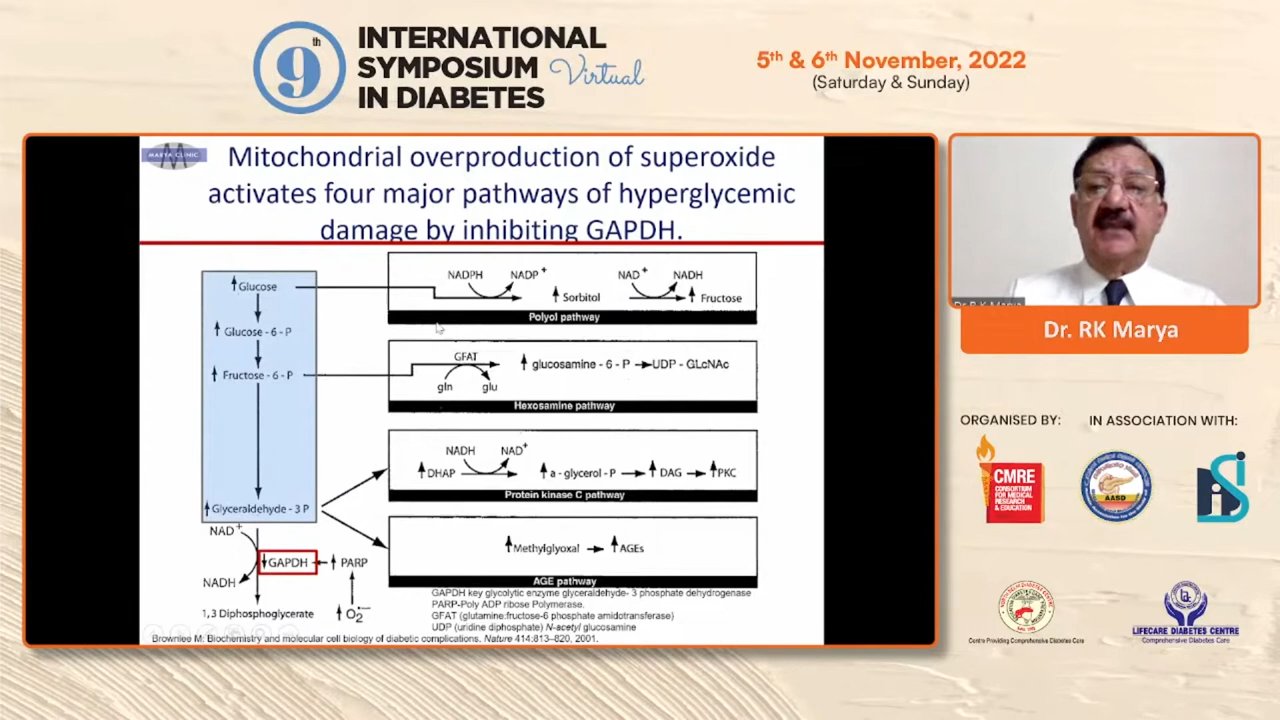 9th
INTERNATIONAL
SYMPOSIUM Virtual
IN DIABETES
5th & 6th November, 2022
(Saturday & Sunday)
MARYA CLINIC
Mitochondrial overproduction of superoxide
activates four major pathways of hyperglycemic
damage by inhibiting GAPDH.
↑Glucose
↑Glucose - 6 - P
↑Fructose - 6 - P
↑Glyceraldehyde - 3 P
NAD+
↓GAPDH
↑ PARP
NADH
1,3 Diphosphoglycerate
↑ O2·−
NADPH NADP+ NAD+ NADH
↑ Sorbitol ↑ Fructose
Polyol pathway
GFAT
↑ glucosamine - 6 - P → UDP - GLcNAc
gln glu
Hexosamine pathway
NADH NAD+
↑DHAP → ↑ a - glycerol - P → ↑ DAG → ↑PKC
Protein kinase C pathway
↑Methylglyoxal → ↑AGEs
AGE pathway
GAPDH key glycolytic enzyme glyceraldehyde- 3 phosphate dehydrogenase
PARP-Poly ADP ribose Polymerase.
GFAT (glutamine:fructose-6 phosphate amidotransferase)
UDP (uridine diphosphate) N-acetyl glucosamine
Brownlee M: Biochemistry and molecular cell biology of diabetic complications. Nature 414:813–820, 2001.
Dr R K Marya
Dr. RK Marya
ORGANISED BY:
IN ASSOCIATION WITH:
CMRE
CONSORTIUM
FOR MEDICAL
RESEARCH
& EDUCATION
AASD
Centre Providing Comprehensive Diabetes Care
LIFECARE DIABETES CENTRE
Comprehensive Diabetes Care